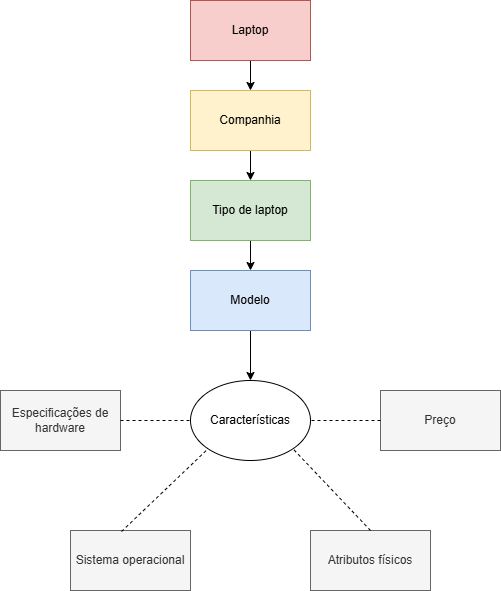 Laptop
Companhia
Tipo de laptop
Modelo
Especificações de
hardware
Características
Preço
Sistema operacional
Atributos físicos